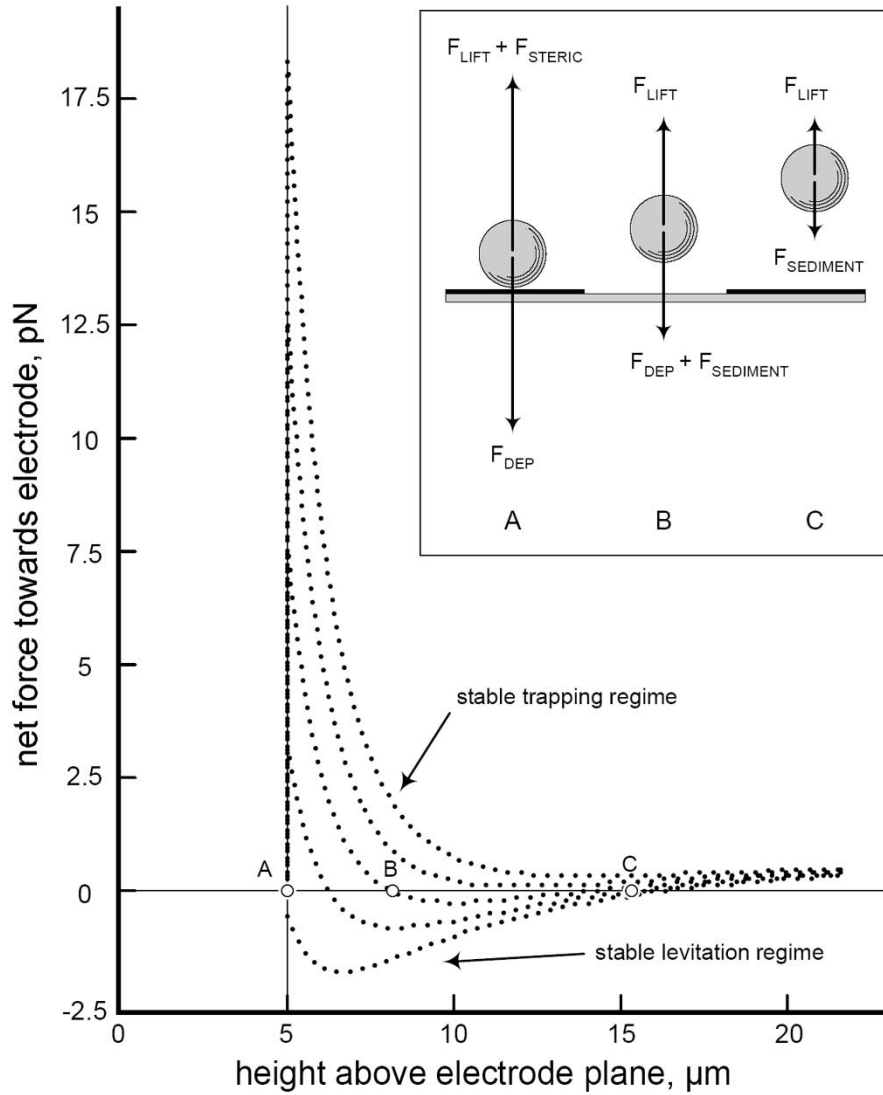 F_LIFT + F_STERIC
F_LIFT
F_LIFT
F_SEDIMENT
F_DEP + F_SEDIMENT
F_DEP
A
B
C
17.5
15
12.5
10
7.5
5
2.5
0
-2.5
net force towards electrode, pN
stable trapping regime
A
B
C
stable levitation regime
0
5
10
15
20
height above electrode plane, µm